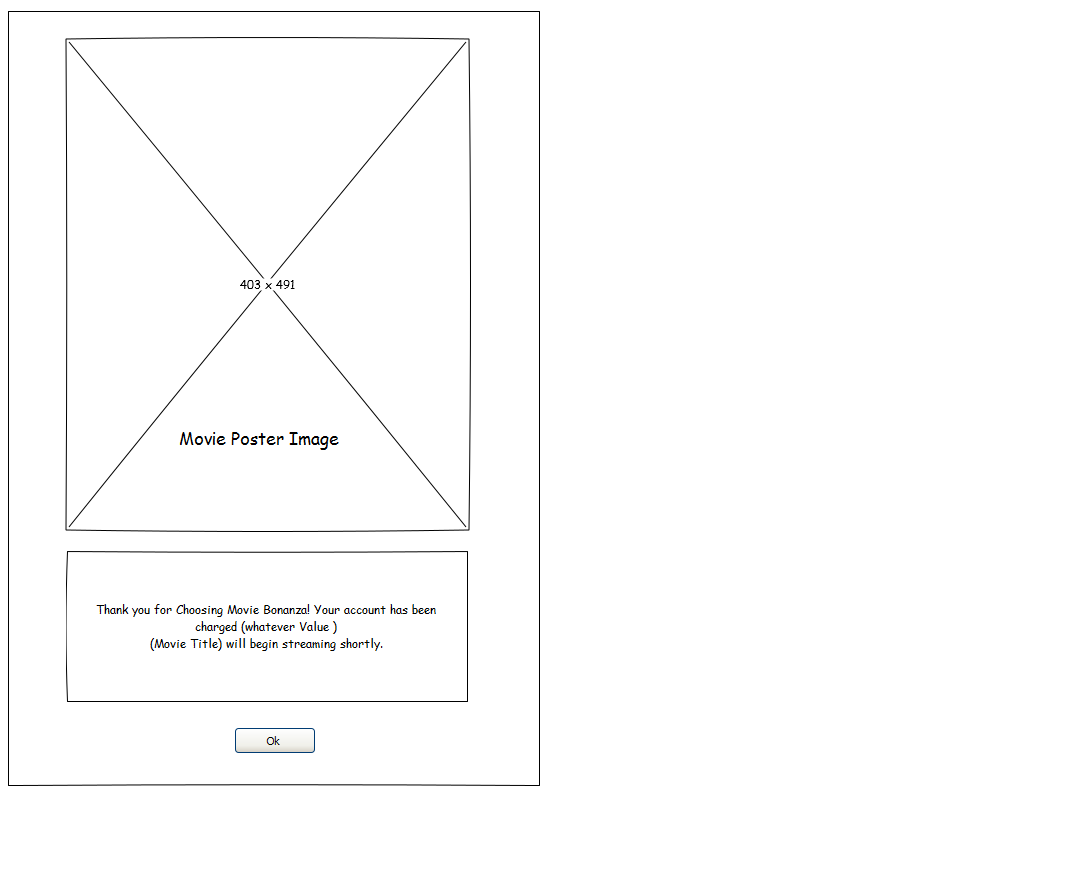 403 x 491
Movie Poster Image
Thank you for Choosing Movie Bonanza! Your account has been
charged (whatever Value )
(Movie Title) will begin streaming shortly.
Ok